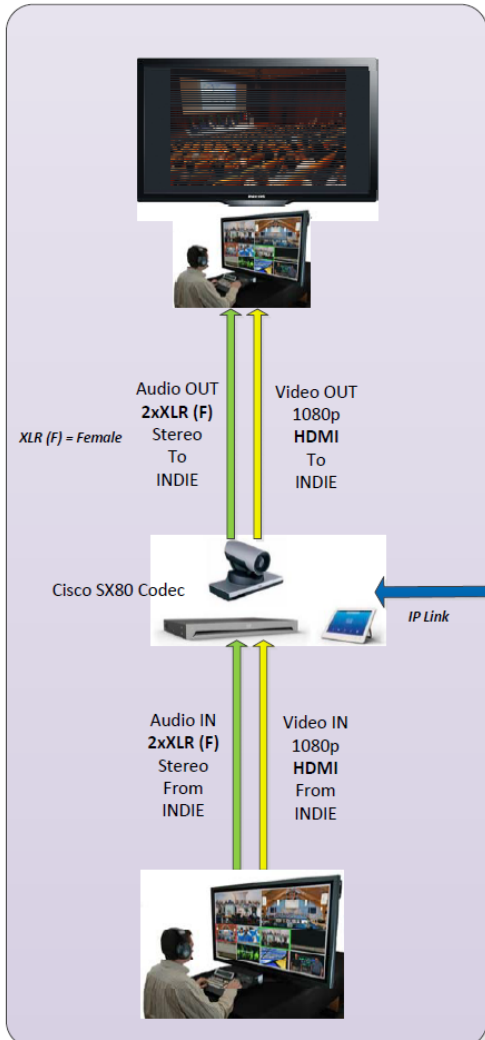 Audio OUT
2xXLR (F)
Stereo
To
INDIE
Video OUT
1080p
HDMI
To
INDIE
XLR (F) = Female
Cisco SX80 Codec
IP Link
Audio IN
2xXLR (F)
Stereo
From
INDIE
Video IN
1080p
HDMI
From
INDIE